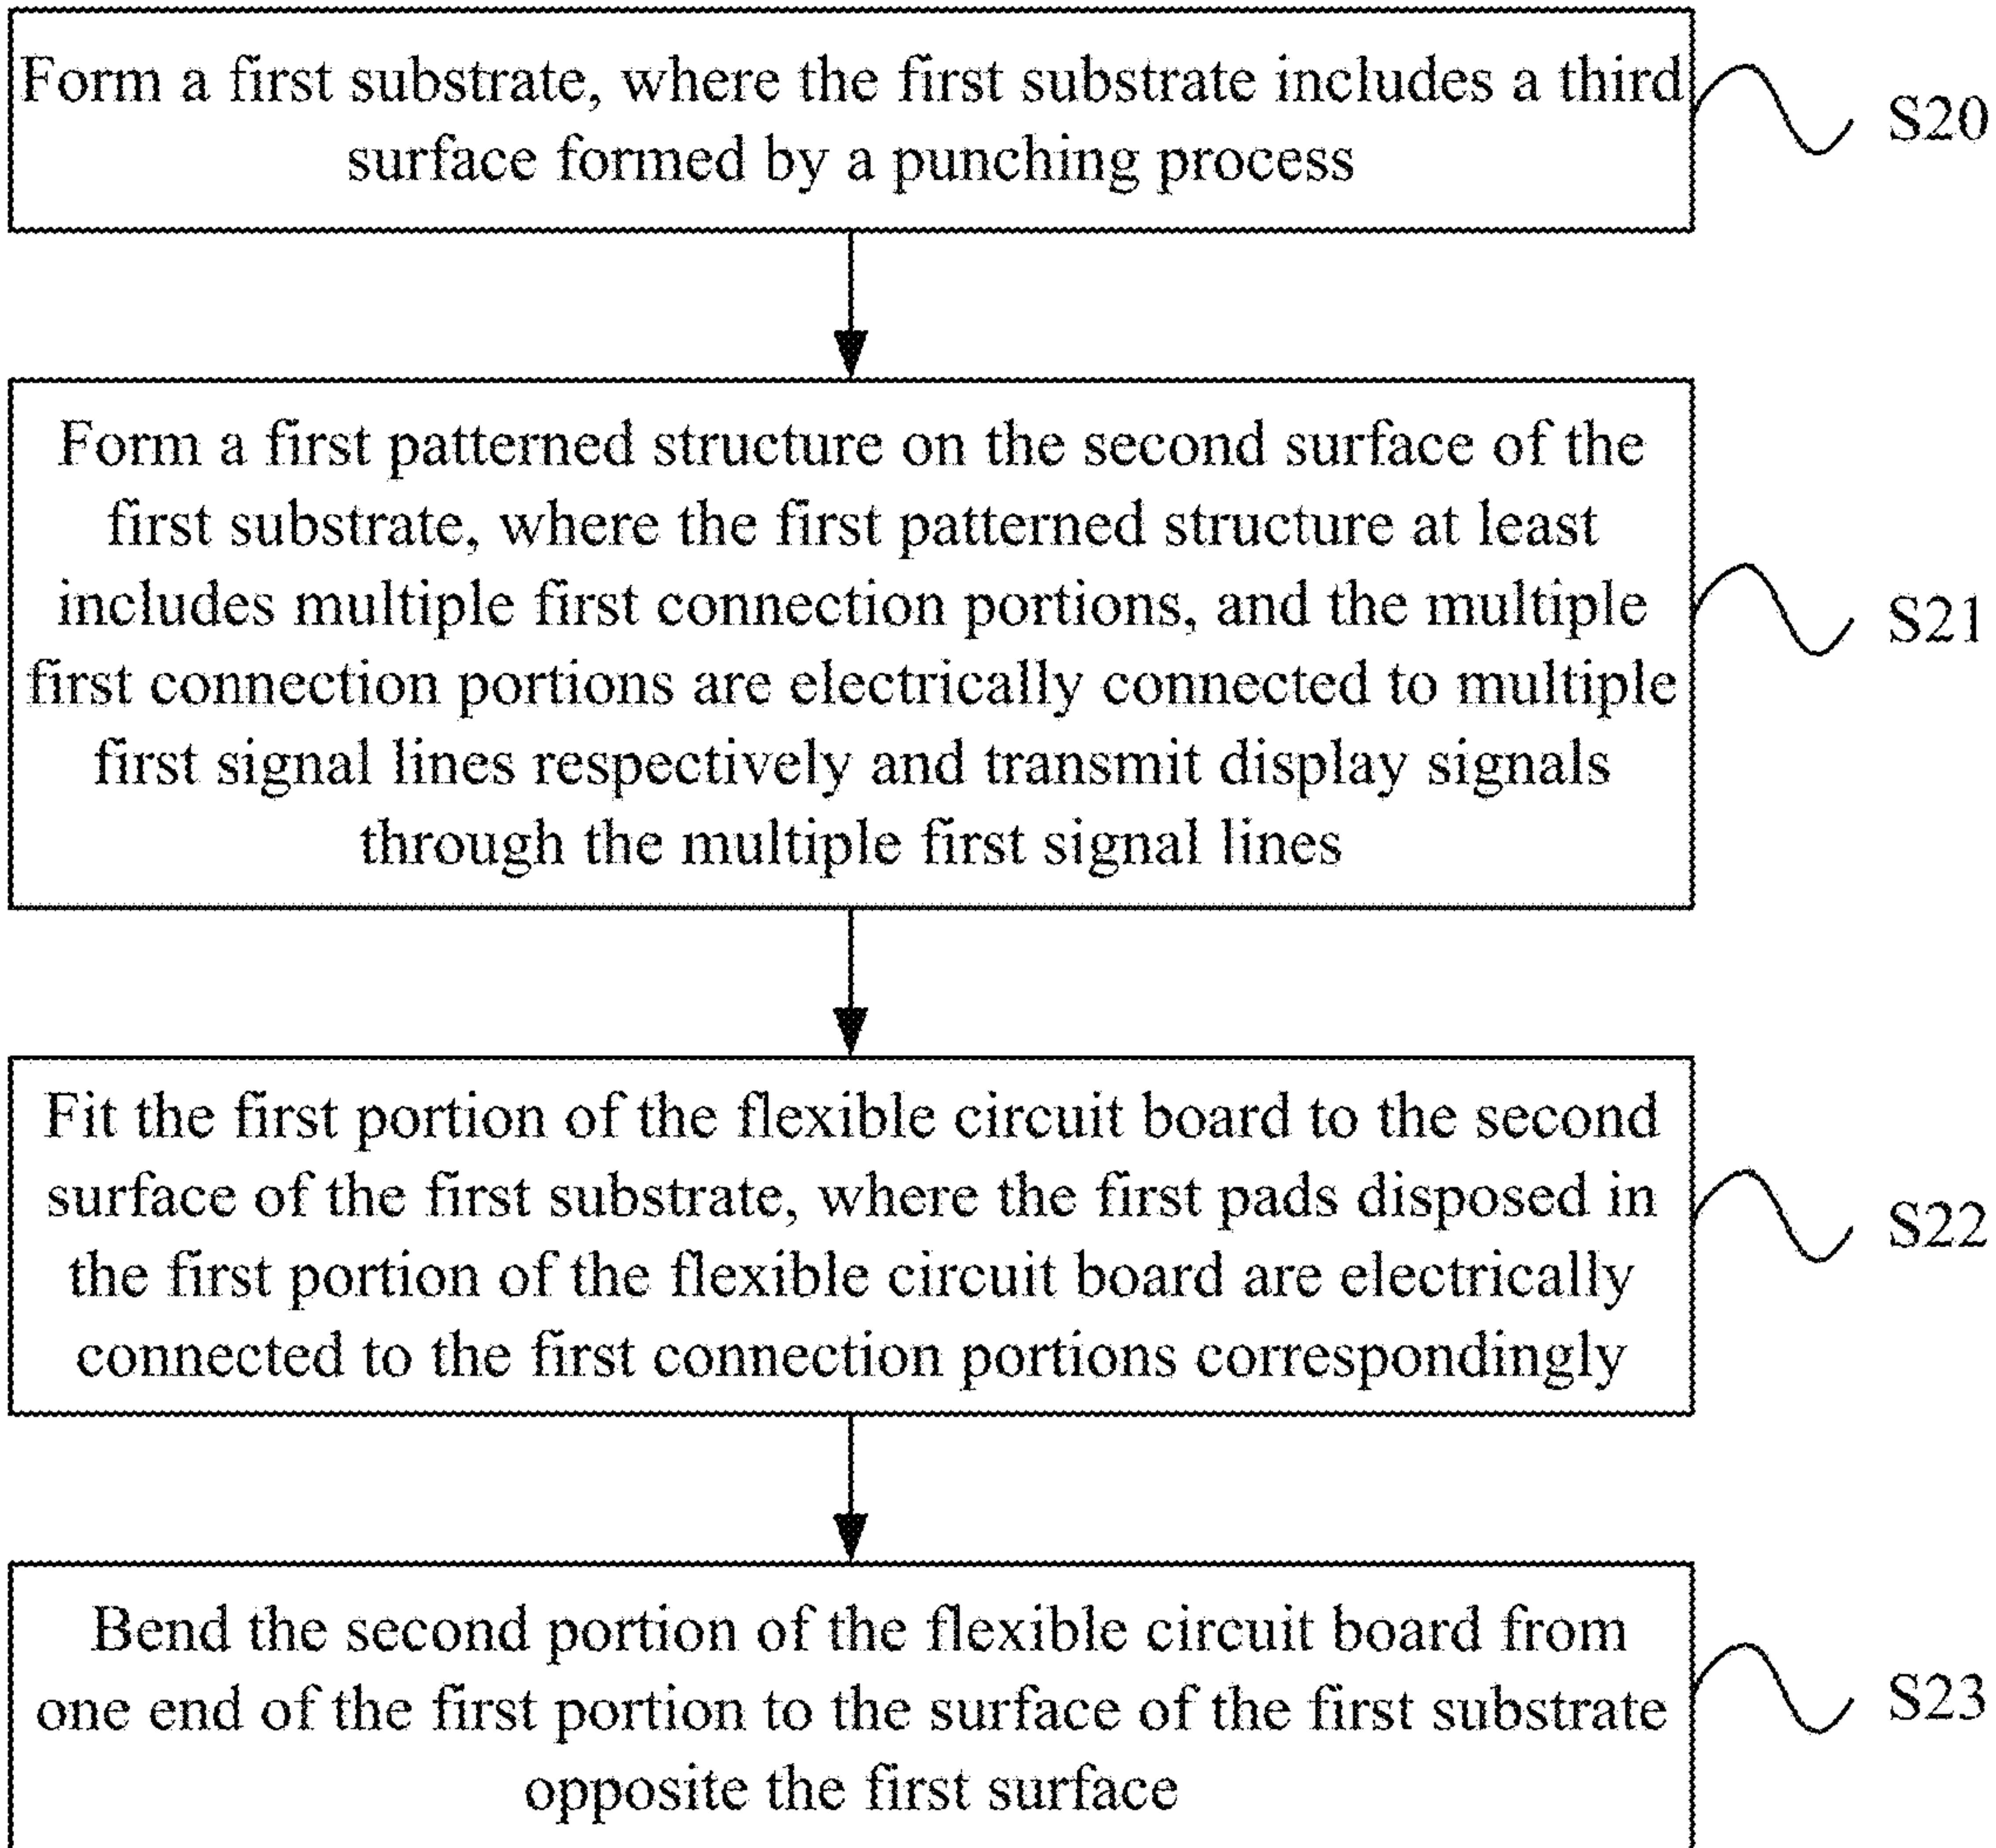 Form a first substrate, where the first substrate includes a third
surface formed by a punching process
S20
Form a first patterned structure on the second surface of the
first substrate, where the first patterned structure at least
includes multiple first connection portions, and the multiple
first connection portions are electrically connected to multiple
first signal lines respectively and transmit display signals
through the multiple first signal lines
S21
Fit the first portion of the flexible circuit board to the second
surface of the first substrate, where the first pads disposed in
the first portion of the flexible circuit board are electrically
connected to the first connection portions correspondingly
S22
Bend the second portion of the flexible circuit board from
one end of the first portion to the surface of the first substrate
opposite the first surface
S23